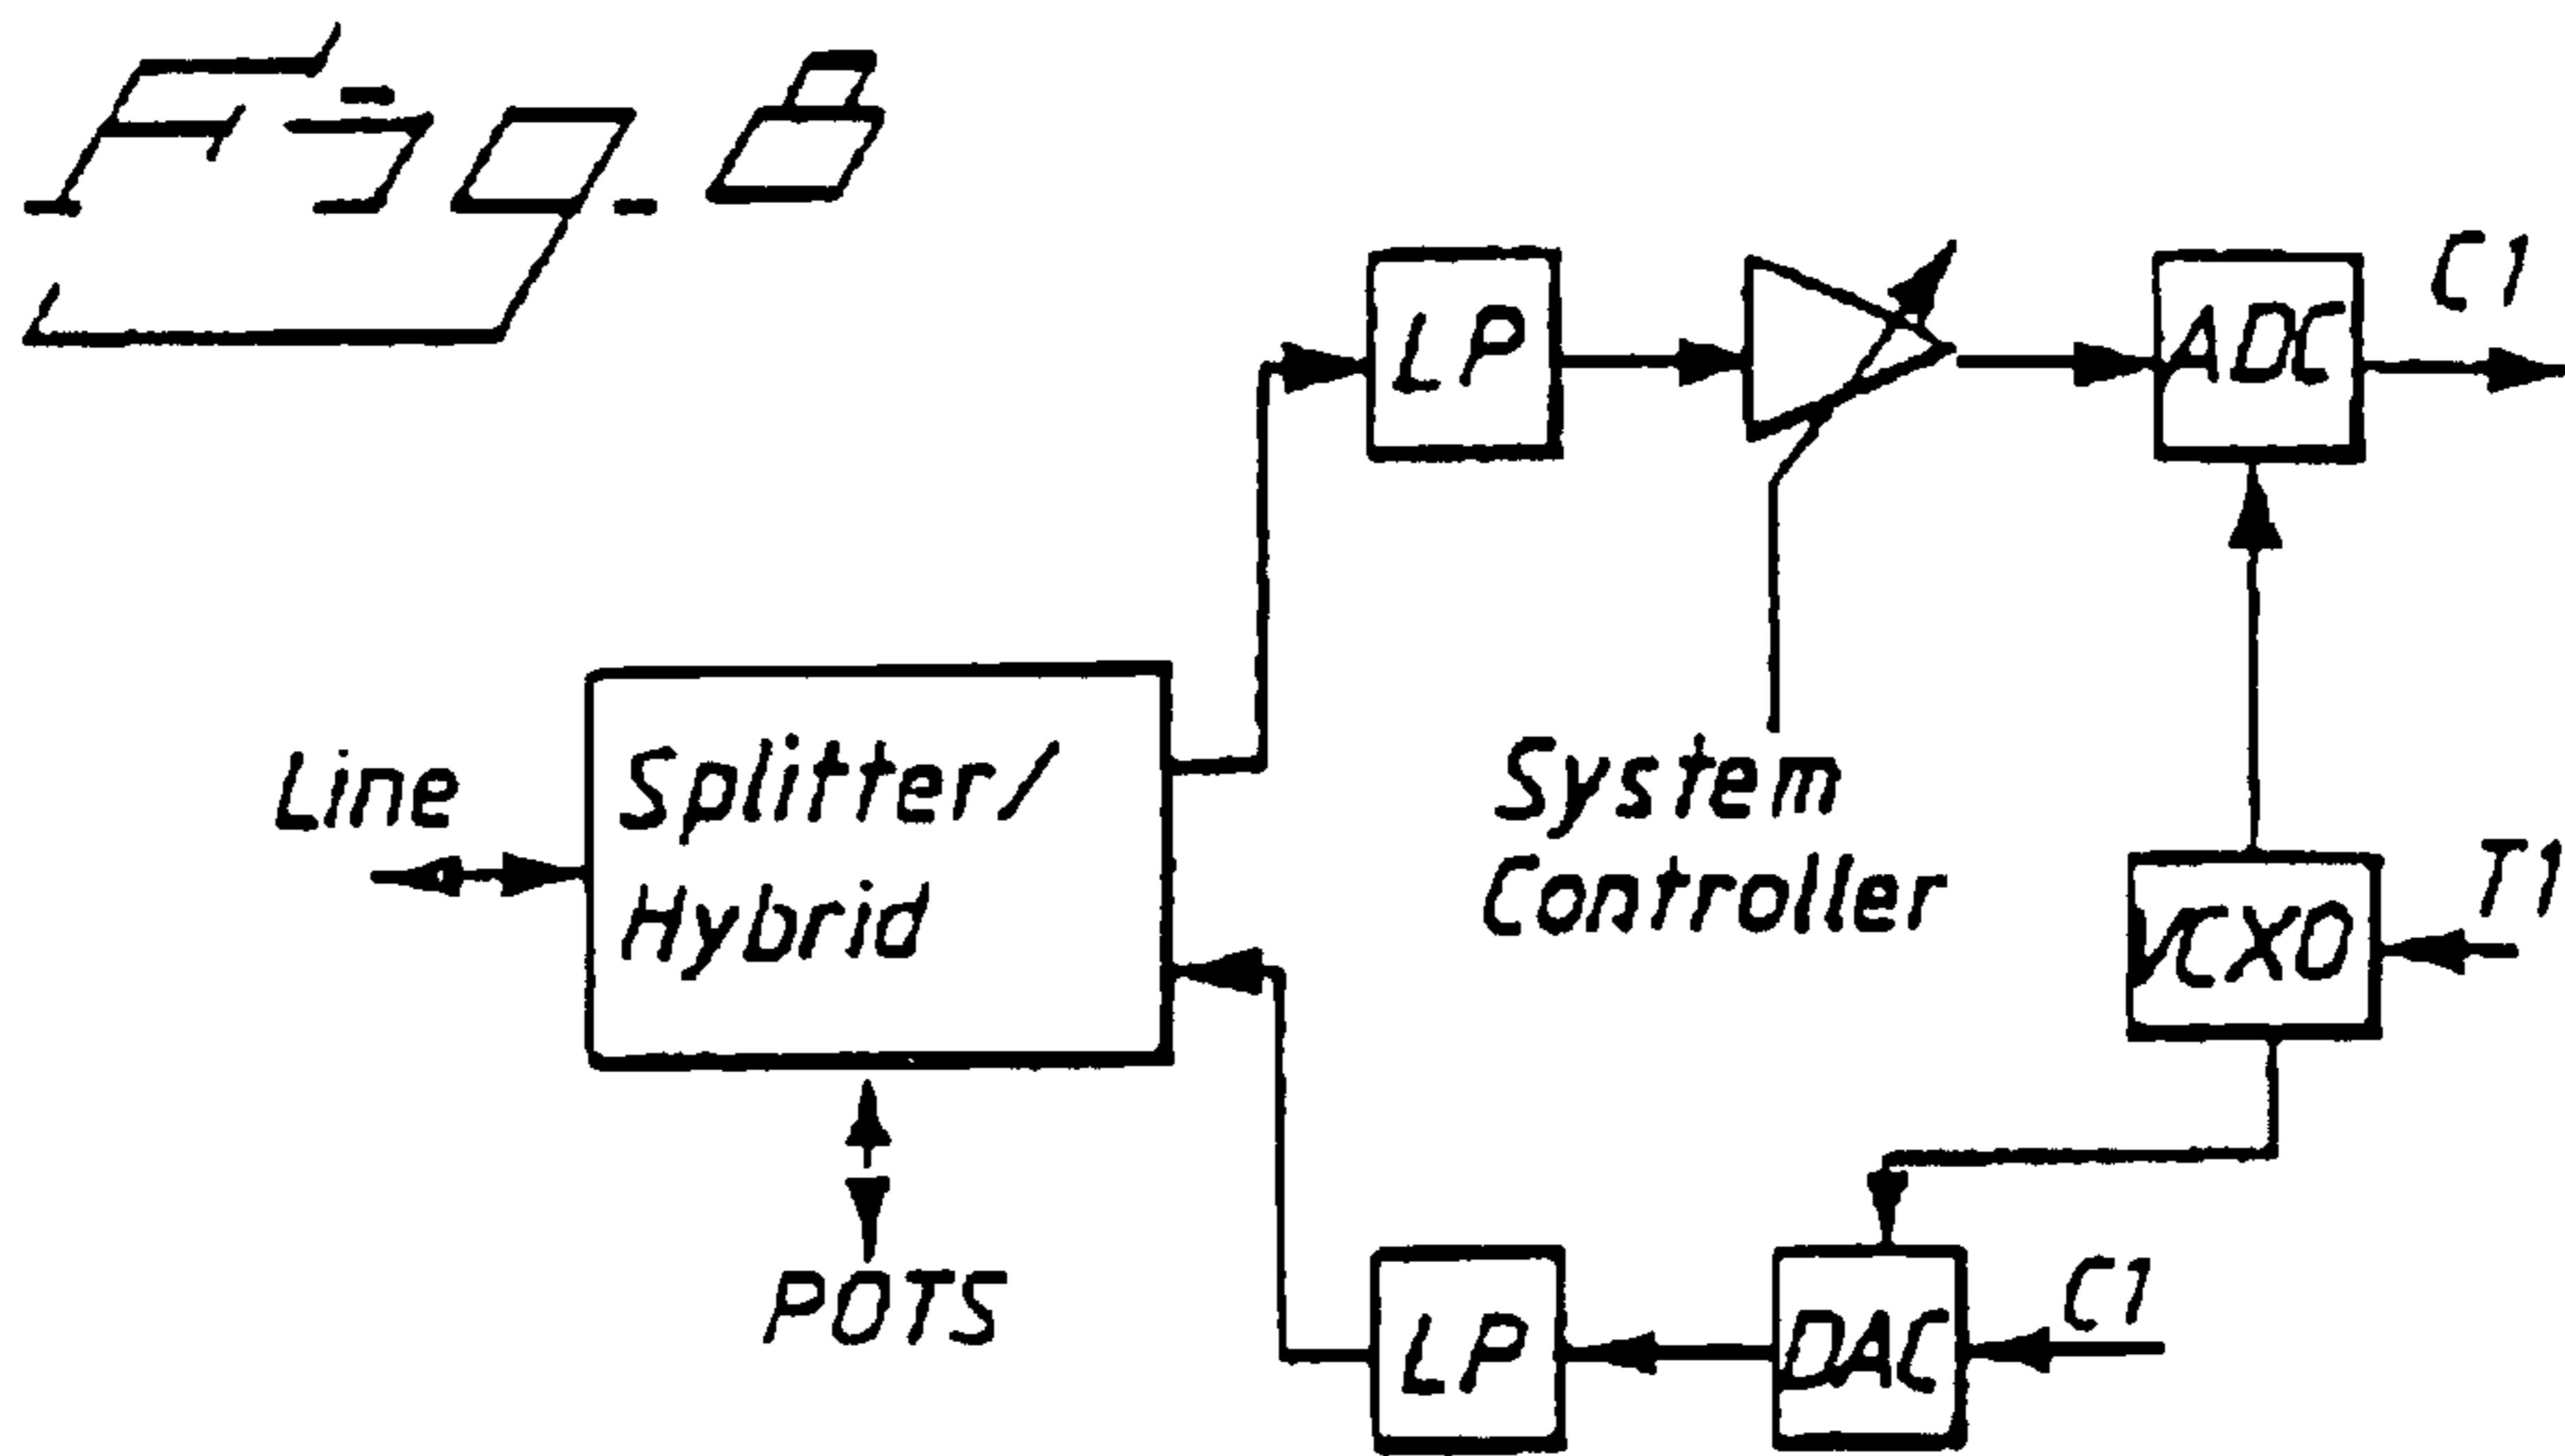 Fig. 8
LP
ADC
C1
Line
Splitter/
Hybrid
System
Controller
T1
VCXO
POTS
LP
DAC
C1